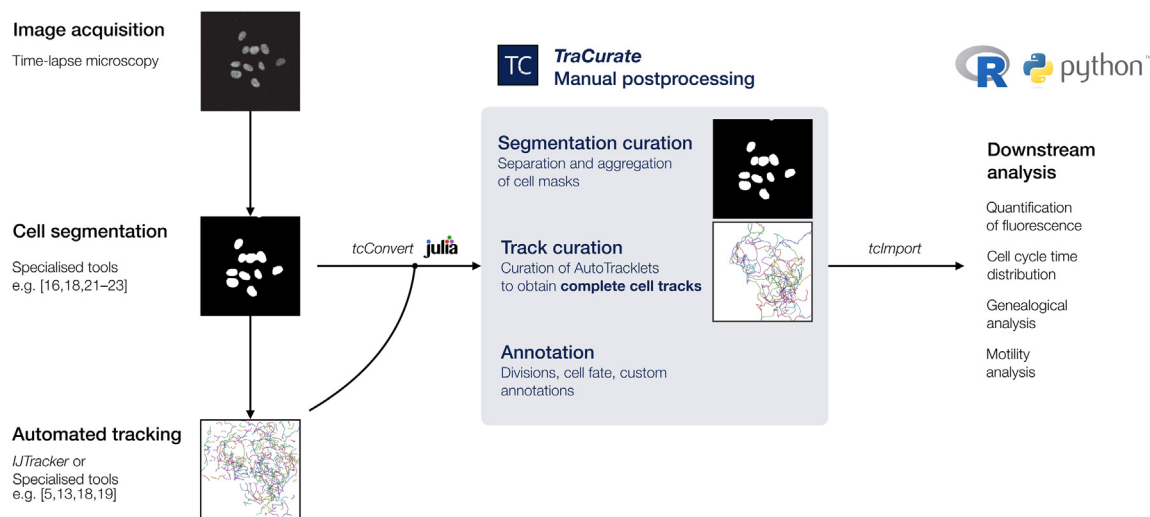 Image acquisition
Time-lapse microscopy
Cell segmentation
Specialised tools
e.g. [16,18,21–23]
Automated tracking
IJTracker or
Specialised tools
e.g. [5,13,18,19]
tcConvert
julia
TC
TraCurate
Manual postprocessing
Segmentation curation
Separation and aggregation
of cell masks
Track curation
Curation of AutoTracklets
to obtain complete cell tracks
Annotation
Divisions, cell fate, custom
annotations
tcImport
R
python™
Downstream
analysis
Quantification
of fluorescence
Cell cycle time
distribution
Genealogical
analysis
Motility
analysis